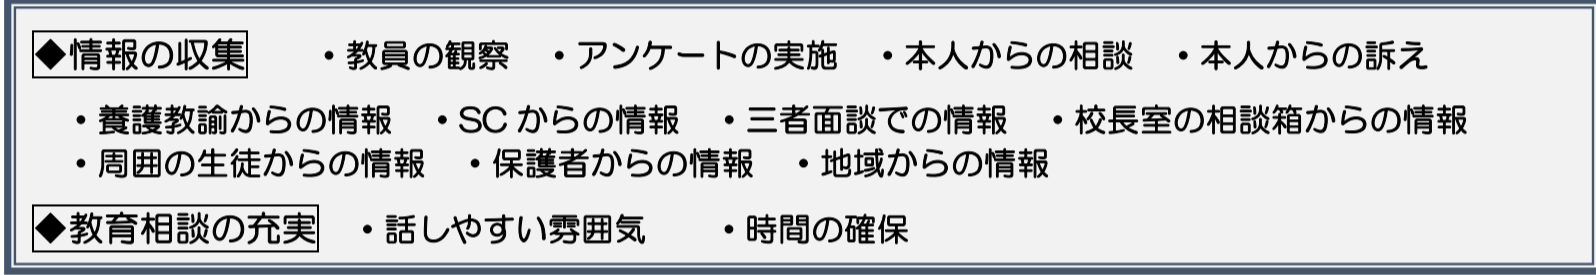 ◆情報の収集　・教員の観察　・アンケートの実施　・本人からの相談　・本人からの訴え
・養護教諭からの情報　・SCからの情報　・三者面談での情報　・校長室の相談箱からの情報
・周囲の生徒からの情報　・保護者からの情報　・地域からの情報
◆教育相談の充実　・話しやすい雰囲気　・時間の確保